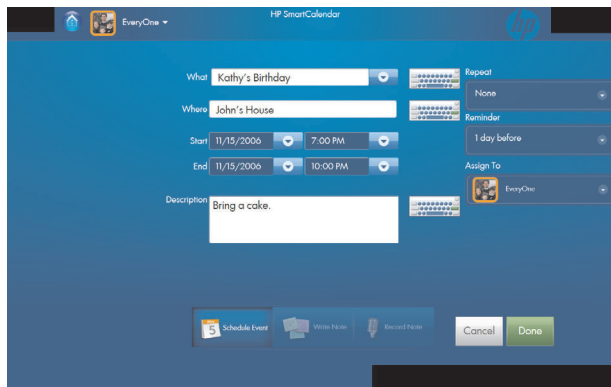 HP SmartCalendar
EveryOne
hp
What Kathy's Birthday
Where John's House
Start 11/15/2006 7:00 PM
End 11/15/2006 10:00 PM
Description Bring a cake.
Repeat
None
Reminder
1 day before
Assign To
EveryOne
5 Schedule Event Write Note Record Note
Cancel Done